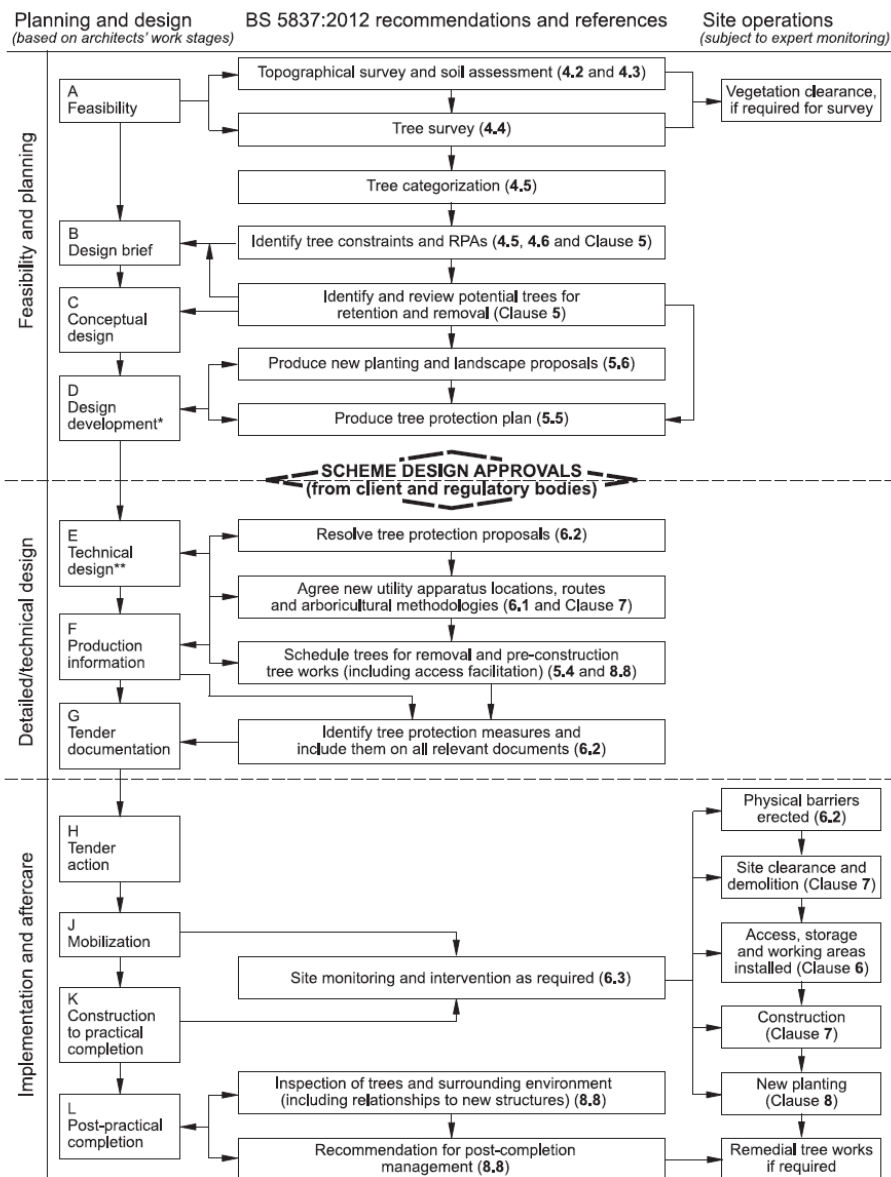 Planning and design
(based on architects' work stages)
BS 5837:2012 recommendations and references
Site operations
(subject to expert monitoring)
Feasibility and planning
A
Feasibility
Topographical survey and soil assessment (4.2 and 4.3)
Vegetation clearance,
if required for survey
Tree survey (4.4)
Tree categorization (4.5)
B
Design brief
Identify tree constraints and RPAs (4.5, 4.6 and Clause 5)
C
Conceptual
design
Identify and review potential trees for
retention and removal (Clause 5)
Produce new planting and landscape proposals (5.6)
D
Design
development*
Produce tree protection plan (5.5)
SCHEME DESIGN APPROVALS
(from client and regulatory bodies)
Detailed/technical design
E
Technical
design**
Resolve tree protection proposals (6.2)
Agree new utility apparatus locations, routes
and arboricultural methodologies (6.1 and Clause 7)
F
Production
information
Schedule trees for removal and pre-construction
tree works (including access facilitation) (5.4 and 8.8)
G
Tender
documentation
Identify tree protection measures and
include them on all relevant documents (6.2)
Implementation and aftercare
Physical barriers
erected (6.2)
H
Tender
action
Site clearance and
demolition (Clause 7)
J
Mobilization
Access, storage
and working areas
installed (Clause 6)
Site monitoring and intervention as required (6.3)
K
Construction
to practical
completion
Construction
(Clause 7)
L
Post-practical
completion
Inspection of trees and surrounding environment
(including relationships to new structures) (8.8)
New planting
(Clause 8)
Recommendation for post-completion
management (8.8)
Remedial tree works
if required